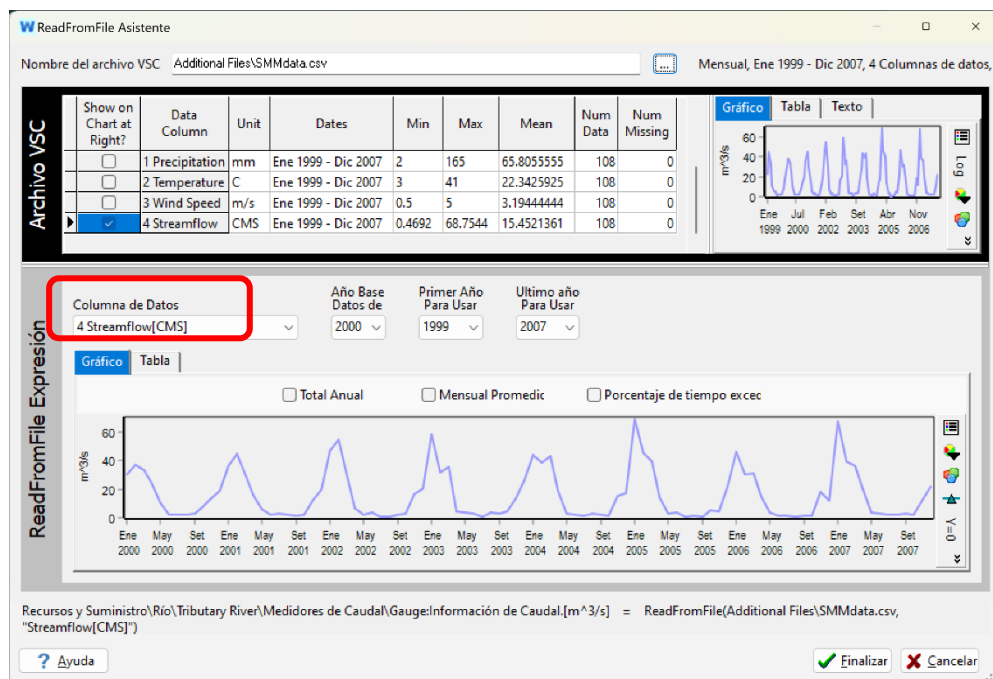 W ReadFromFile Asistente
Nombre del archivo VSC Additional Files\SMMdata.csv ... Mensual, Ene 1999 - Dic 2007, 4 Columnas de datos,
Archivo VSC
Show on Chart at Right? Data Column Unit Dates Min Max Mean Num Data Num Missing
1 Precipitation mm Ene 1999 - Dic 2007 2 165 65.8055555 108 0
2 Temperature C Ene 1999 - Dic 2007 3 41 22.3425925 108 0
3 Wind Speed m/s Ene 1999 - Dic 2007 0.5 5 3.19444444 108 0
4 Streamflow CMS Ene 1999 - Dic 2007 0.4692 68.7544 15.4521361 108 0
Gráfico Tabla Texto
m^3/s
60
40
20
0
Ene Jul Feb Set Abr Nov
1999 2000 2002 2003 2005 2006
Log
ReadFromFile Expresión
Columna de Datos
4 Streamflow[CMS]
Año Base
Datos de
2000
Primer Año
Para Usar
1999
Ultimo año
Para Usar
2007
Gráfico Tabla
Total Anual Mensual Promedic Porcentaje de tiempo excec
m^3/s
60
40
20
0
Ene May Set Ene May Set Ene May Set Ene May Set Ene May Set Ene May Set Ene May Set Ene May Set
2000 2000 2000 2001 2001 2001 2002 2002 2002 2003 2003 2003 2004 2004 2004 2005 2005 2005 2006 2006 2006 2007 2007 2007
Y=0
Recursos y Suministro\Río\Tributary River\Medidores de Caudal\Gauge:Información de Caudal.[m^3/s] = ReadFromFile(Additional Files\SMMdata.csv,
"Streamflow[CMS]")
? Ayuda
Finalizar Cancelar